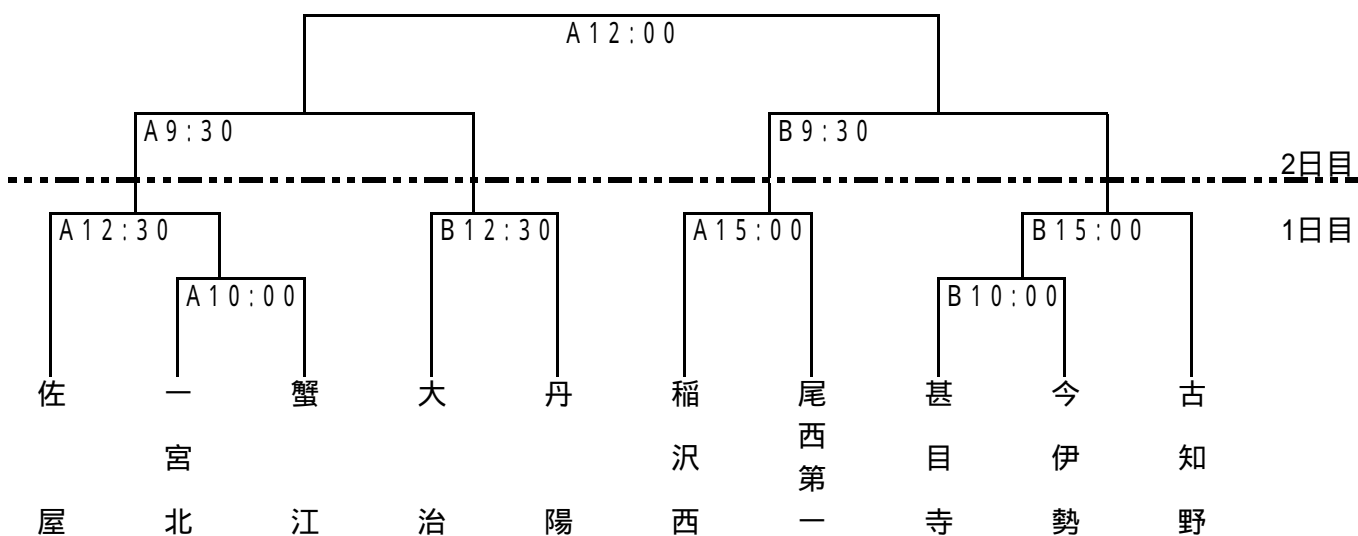 A12:00
A9:30
B9:30
2日目
A12:30
B12:30
A15:00
B15:00
1日目
A10:00
B10:00
佐屋
一宮北
蟹江
大治
丹陽
稲沢西
尾西第一
甚目寺
今伊勢
古知野